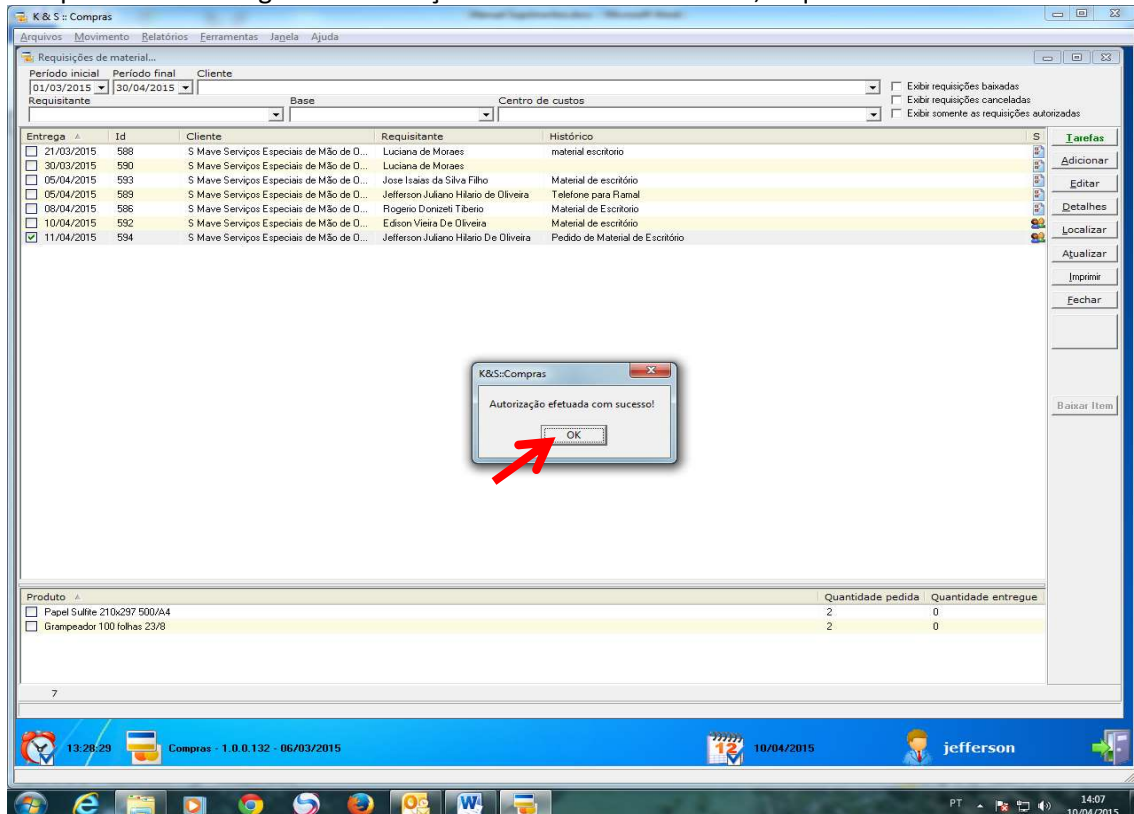 K & S :: Compras
Arquivos Movimento Relatórios Ferramentas Janela Ajuda
Requisições de material...
Período inicial Período final Cliente
01/03/2015 30/04/2015
Exibir requisições baixadas
Requisitante Base Centro de custos
Exibir requisições canceladas
Exibir somente as requisições autorizadas
Entrega Id Cliente Requisitante Histórico S
21/03/2015 588 S Mave Serviços Especiais de Mão de O... Luciana de Moraes material escritorio
30/03/2015 590 S Mave Serviços Especiais de Mão de O... Luciana de Moraes
05/04/2015 593 S Mave Serviços Especiais de Mão de O... Jose Isaias da Silva Filho Material de escritório
05/04/2015 589 S Mave Serviços Especiais de Mão de O... Jefferson Juliano Hilario de Oliveira Telefone para Ramal
08/04/2015 586 S Mave Serviços Especiais de Mão de O... Rogerio Donizeti Tiberio Material de Escritorio
10/04/2015 592 S Mave Serviços Especiais de Mão de O... Edison Vieira De Oliveira Material de escritório
11/04/2015 594 S Mave Serviços Especiais de Mão de O... Jefferson Juliano Hilario De Oliveira Pedido de Material de Escritório
Tarefas
Adicionar
Editar
Detalhes
Localizar
Atualizar
Imprimir
Fechar
Baixar Item
K&S::Compras
Autorização efetuada com sucesso!
OK
Produto Quantidade pedida Quantidade entregue
Papel Sulfite 210x297 500/A4 2 0
Grampeador 100 folhas 23/8 2 0
7
13:28:29 Compras - 1.0.0.132 - 06/03/2015 12 10/04/2015 jefferson
PT 14:07
10/04/2015